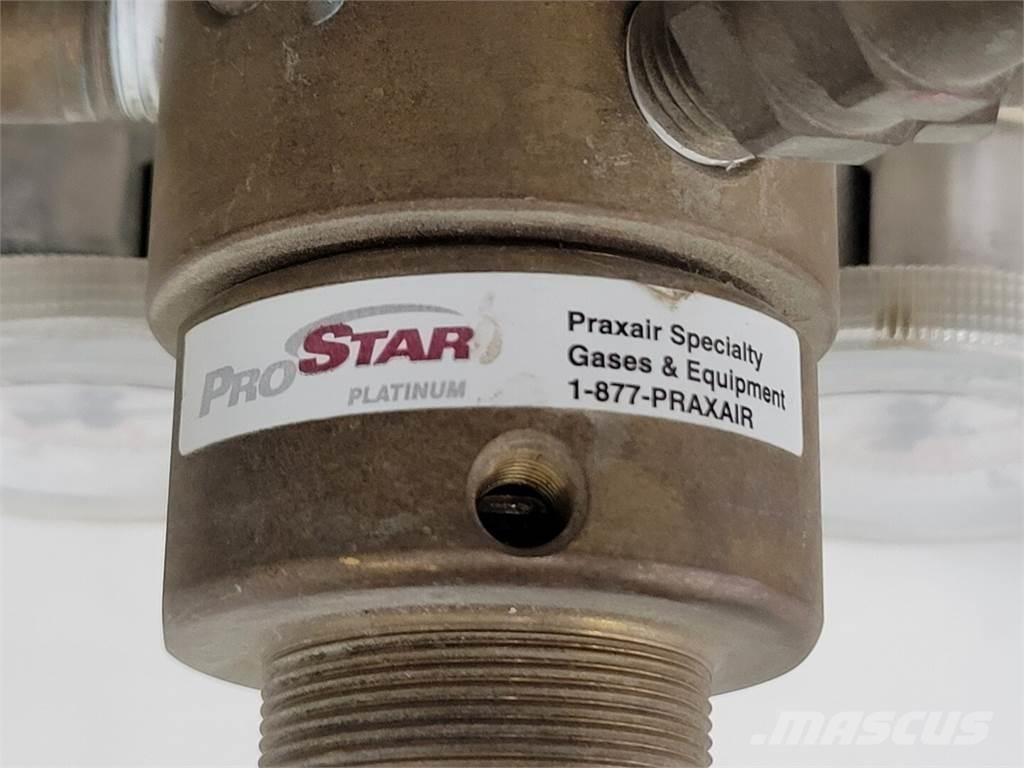 PROSTAR
PLATINUM
Praxair Specialty
Gases & Equipment
1-877-PRAXAIR
MASCUS